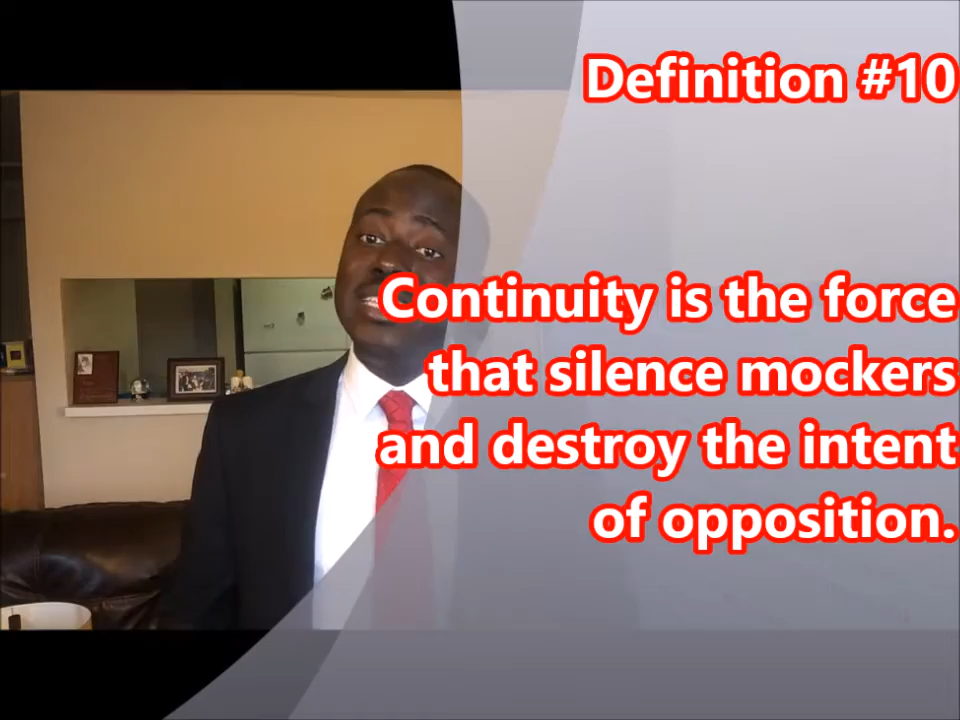 Definition #10
Continuity is the force
that silence mockers
and destroy the intent
of opposition.